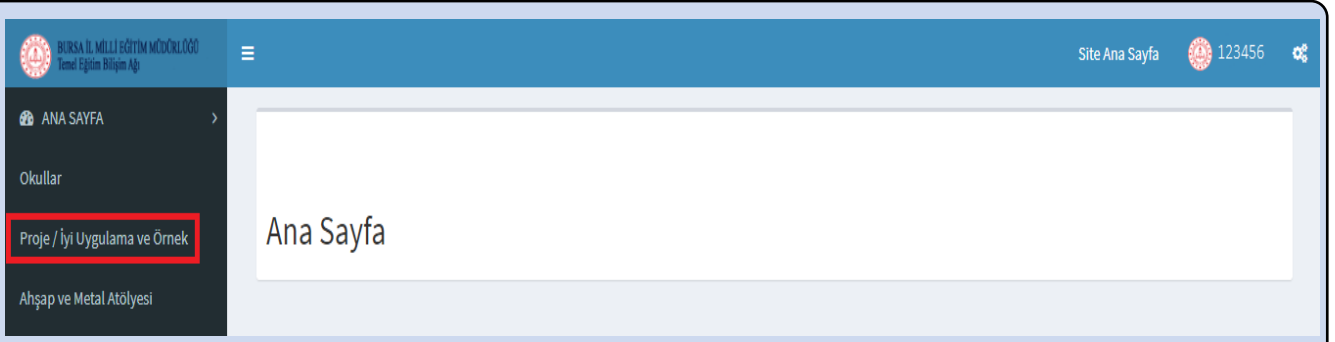 BURSA İL MİLLİ EĞİTİM MÜDÜRLÜĞÜ
Temel Eğitim Bilişim Ağı
Site Ana Sayfa
123456
ANA SAYFA
Okullar
Proje / İyi Uygulama ve Örnek
Ahşap ve Metal Atölyesi
Ana Sayfa